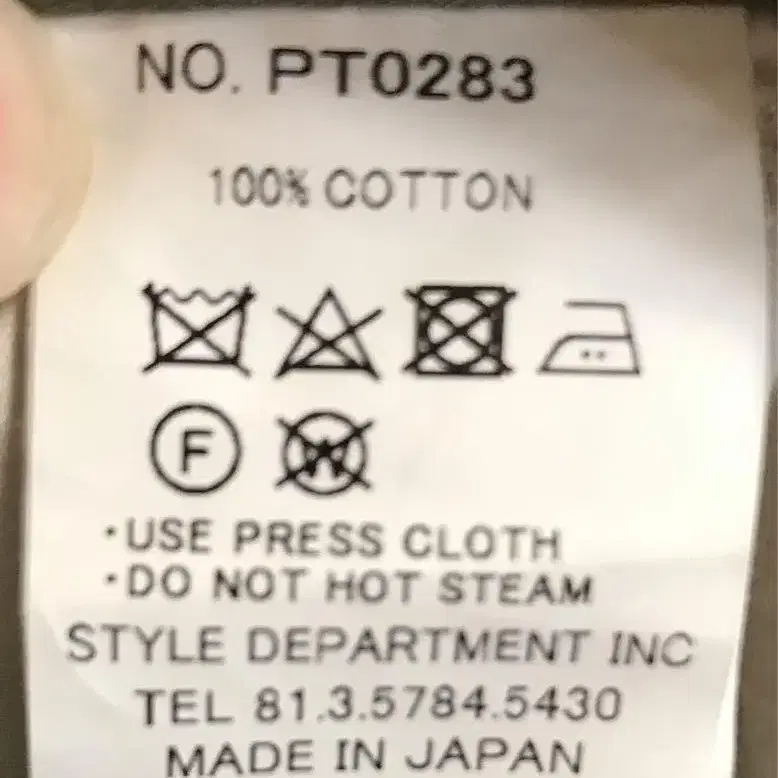 NO. PT0283
100% COTTON
F W
·USE PRESS CLOTH
·DO NOT HOT STEAM
STYLE DEPARTMENT INC
TEL 81.3.5784.5430
MADE IN JAPAN